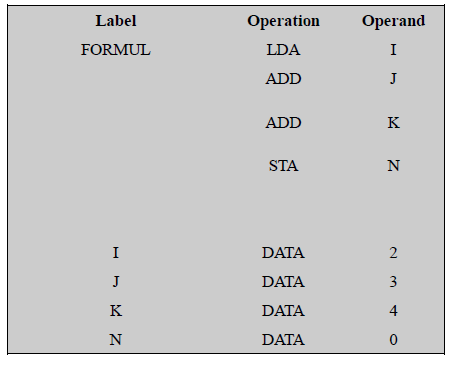 Label Operation Operand
FORMUL LDA I
ADD J
ADD K
STA N
I DATA 2
J DATA 3
K DATA 4
N DATA 0